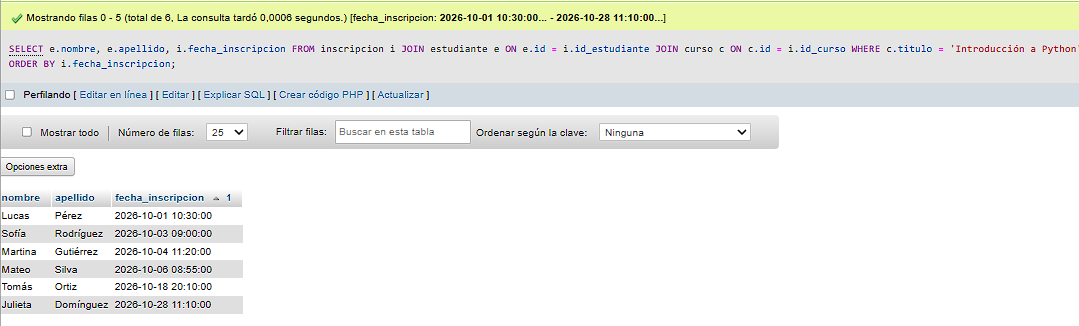 Mostrando filas 0 - 5 (total de 6, La consulta tardó 0,0006 segundos.) [fecha_inscripcion: 2026-10-01 10:30:00... - 2026-10-28 11:10:00...]
SELECT e.nombre, e.apellido, i.fecha_inscripcion FROM inscripcion i JOIN estudiante e ON e.id = i.id_estudiante JOIN curso c ON c.id = i.id_curso WHERE c.titulo = 'Introducción a Python'
ORDER BY i.fecha_inscripcion;
Perfilando [ Editar en línea ] [ Editar ] [ Explicar SQL ] [ Crear código PHP ] [ Actualizar ]
Mostrar todo Número de filas: 25 Filtrar filas: Buscar en esta tabla Ordenar según la clave: Ninguna
Opciones extra
nombre apellido fecha_inscripcion 1
Lucas Pérez 2026-10-01 10:30:00
Sofía Rodríguez 2026-10-03 09:00:00
Martina Gutiérrez 2026-10-04 11:20:00
Mateo Silva 2026-10-06 08:55:00
Tomás Ortiz 2026-10-18 20:10:00
Julieta Domínguez 2026-10-28 11:10:00